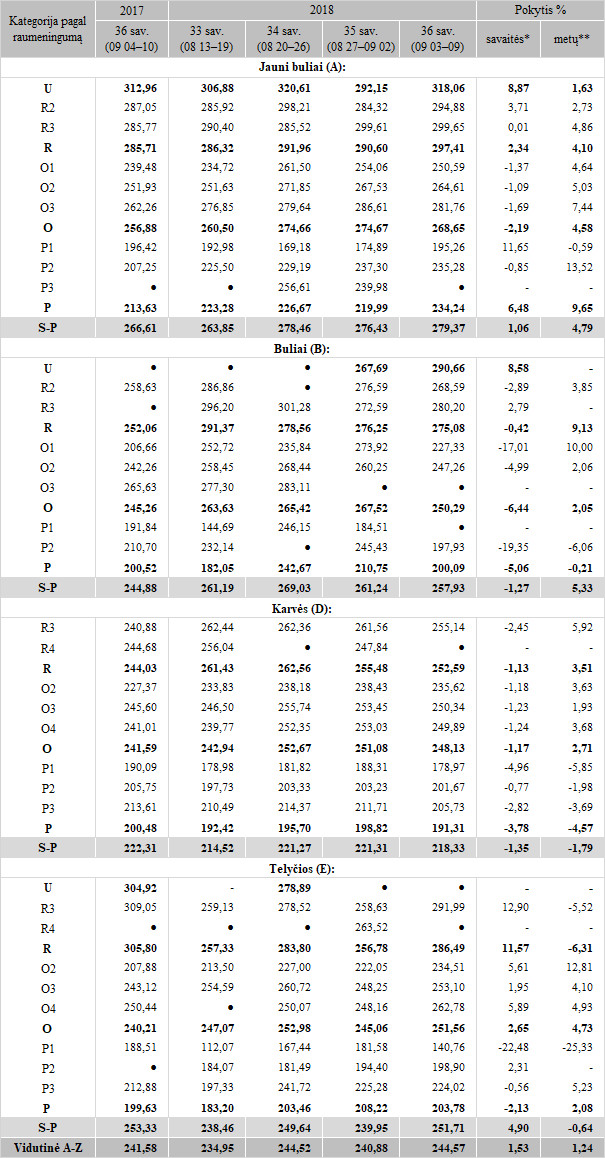 Kategorija pagal raumeningumą 2017 2018 Pokytis %
36 sav. (09 04–10) 33 sav. (08 13–19) 34 sav. (08 20–26) 35 sav. (08 27–09 02) 36 sav. (09 03–09) savaitės* metų**
Jauni buliai (A):
U 312,96 306,88 320,61 292,15 318,06 8,87 1,63
R2 287,05 285,92 298,21 284,32 294,88 3,71 2,73
R3 285,77 290,40 285,52 299,61 299,65 0,01 4,86
R 285,71 286,32 291,96 290,60 297,41 2,34 4,10
O1 239,48 234,72 261,50 254,06 250,59 -1,37 4,64
O2 251,93 251,63 271,85 267,53 264,61 -1,09 5,03
O3 262,26 276,85 279,64 286,61 281,76 -1,69 7,44
O 256,88 260,50 274,66 274,67 268,65 -2,19 4,58
P1 196,42 192,98 169,18 174,89 195,26 11,65 -0,59
P2 207,25 225,50 229,19 237,30 235,28 -0,85 13,52
P3 ● ● 256,61 239,98 ● - -
P 213,63 223,28 226,67 219,99 234,24 6,48 9,65
S-P 266,61 263,85 278,46 276,43 279,37 1,06 4,79
Buliai (B):
U ● ● ● 267,69 290,66 8,58 -
R2 258,63 286,86 ● 276,59 268,59 -2,89 3,85
R3 ● 296,20 301,28 272,59 280,20 2,79 -
R 252,06 291,37 278,56 276,25 275,08 -0,42 9,13
O1 206,66 252,72 235,84 273,92 227,33 -17,01 10,00
O2 242,26 258,45 268,44 260,25 247,26 -4,99 2,06
O3 265,63 277,30 283,11 ● ● - -
O 245,26 263,63 265,42 267,52 250,29 -6,44 2,05
P1 191,84 144,69 246,15 184,51 ● - -
P2 210,70 232,14 ● 245,43 197,93 -19,35 -6,06
P 200,52 182,05 242,67 210,75 200,09 -5,06 -0,21
S-P 244,88 261,19 269,03 261,24 257,93 -1,27 5,33
Karvės (D):
R3 240,88 262,44 262,36 261,56 255,14 -2,45 5,92
R4 244,68 256,04 ● 247,84 ● - -
R 244,03 261,43 262,56 255,48 252,59 -1,13 3,51
O2 227,37 233,83 238,18 238,43 235,62 -1,18 3,63
O3 245,60 246,50 255,74 253,45 250,34 -1,23 1,93
O4 241,01 239,77 252,35 253,03 249,89 -1,24 3,68
O 241,59 242,94 252,67 251,08 248,13 -1,17 2,71
P1 190,09 178,98 181,82 188,31 178,97 -4,96 -5,85
P2 205,75 197,73 203,33 203,23 201,67 -0,77 -1,98
P3 213,61 210,49 214,37 211,71 205,73 -2,82 -3,69
P 200,48 192,42 195,70 198,82 191,31 -3,78 -4,57
S-P 222,31 214,52 221,27 221,31 218,33 -1,35 -1,79
Telyčios (E):
U 304,92 - 278,89 ● ● - -
R3 309,05 259,13 278,52 258,63 291,99 12,90 -5,52
R4 ● ● ● 263,52 ● - -
R 305,80 257,33 283,80 256,78 286,49 11,57 -6,31
O2 207,88 213,50 227,00 222,05 234,51 5,61 12,81
O3 243,12 254,59 260,72 248,25 253,10 1,95 4,10
O4 250,44 ● 250,07 248,16 262,78 5,89 4,93
O 240,21 247,07 252,98 245,06 251,56 2,65 4,73
P1 188,51 112,07 167,44 181,58 140,76 -22,48 -25,33
P2 ● 184,07 181,49 194,40 198,90 2,31 -
P3 212,88 197,33 241,72 225,28 224,02 -0,56 5,23
P 199,63 183,20 203,46 208,22 203,78 -2,13 2,08
S-P 253,33 238,46 249,64 239,95 251,71 4,90 -0,64
Vidutinė A-Z 241,58 234,95 244,52 240,88 244,57 1,53 1,24